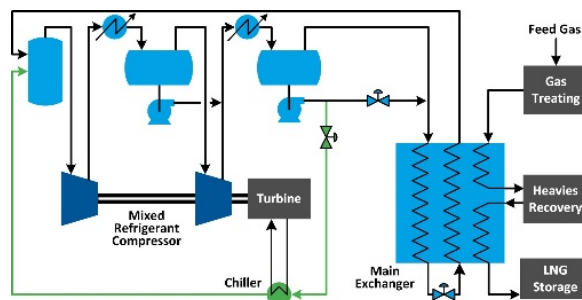 Feed Gas
Gas
Treating
Mixed
Refrigerant
Compressor
Turbine
Chiller
Main
Exchanger
Heavies
Recovery
LNG
Storage